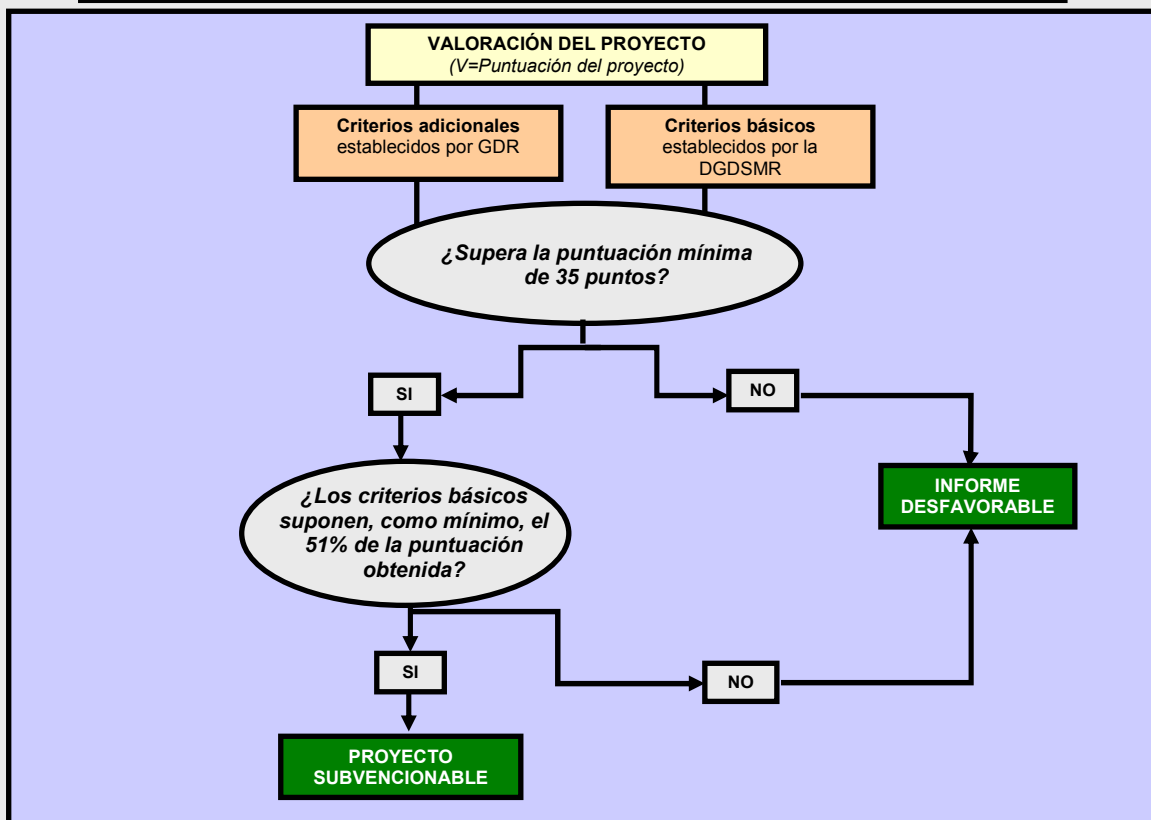 VALORACIÓN DEL PROYECTO
(V=Puntuación del proyecto)
Criterios adicionales
establecidos por GDR
Criterios básicos
establecidos por la
DGDSMR
¿Supera la puntuación mínima
de 35 puntos?
SI
NO
¿Los criterios básicos
suponen, como mínimo, el
51% de la puntuación
obtenida?
INFORME
DESFAVORABLE
SI
NO
PROYECTO
SUBVENCIONABLE